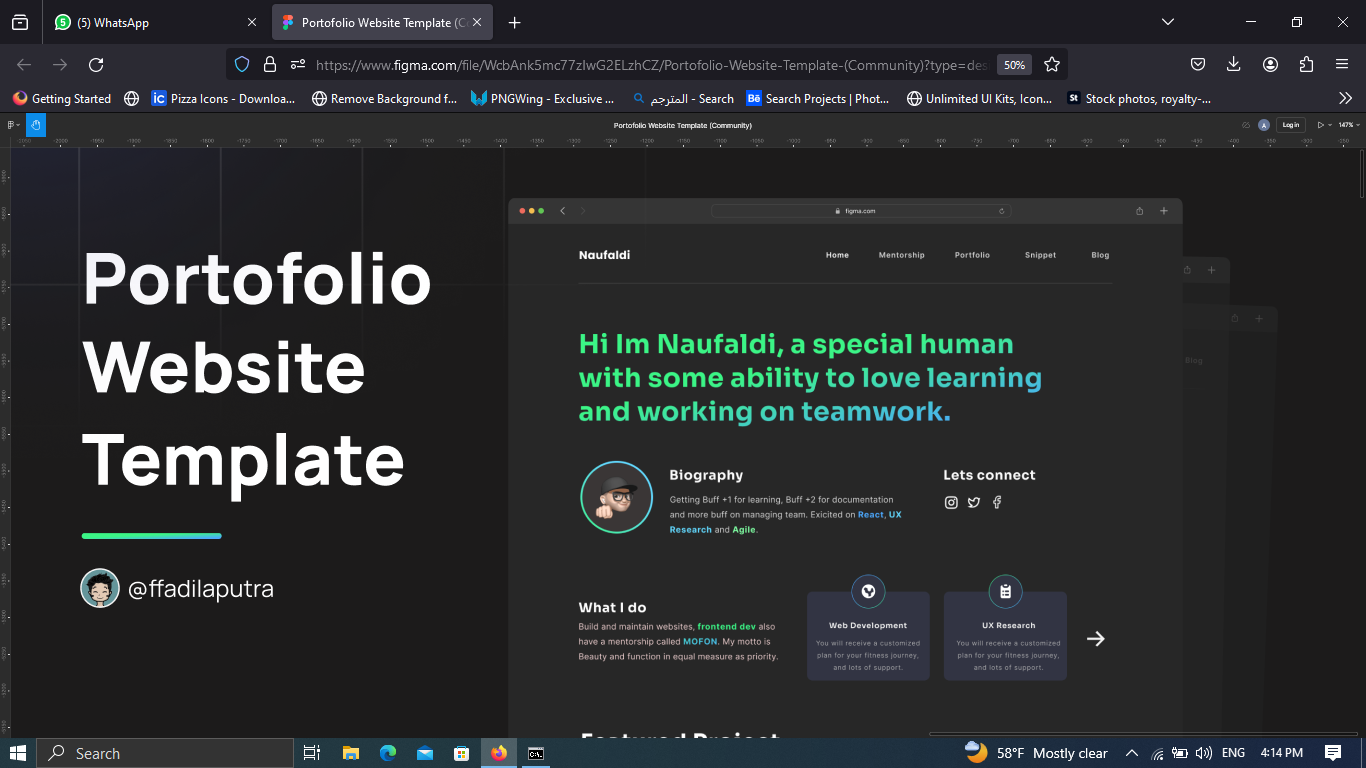 (5) WhatsApp
Portofolio Website Template (Co
https://www.figma.com/file/WcbAnk5mc77zIwG2ELzhCZ/Portofolio-Website-Template-(Community)?type=des
50%
Getting Started
Pizza Icons - Downloa...
Remove Background f...
PNGWing - Exclusive ...
المترجم - Search
Search Projects | Phot...
Unlimited UI Kits, Icon...
Stock photos, royalty-...
Portofolio Website Template (Community)
A
Log in
147%
Portofolio
Website
Template
@ffadilaputra
figma.com
Naufaldi
Home
Mentorship
Portfolio
Snippet
Blog
Blog
Hi Im Naufaldi, a special human
with some ability to love learning
and working on teamwork.
Biography
Getting Buff +1 for learning, Buff +2 for documentation
and more buff on managing team. Exicited on React, UX
Research and Agile.
Lets connect
What I do
Build and maintain websites, frontend dev also
have a mentorship called MOFON. My motto is
Beauty and function in equal measure as priority.
Web Development
You will receive a customized
plan for your fitness journey,
and lots of support.
UX Research
You will receive a customized
plan for your fitness journey,
and lots of support.
Featured Project
Search
58°F Mostly clear
ENG
4:14 PM